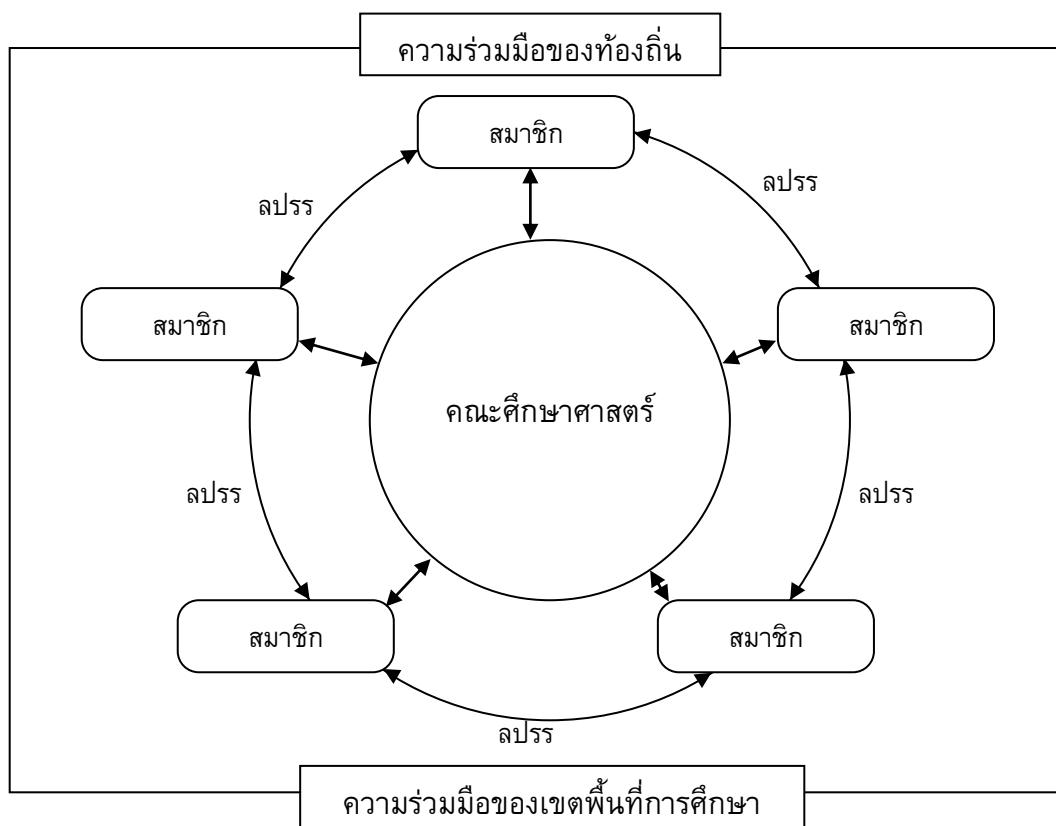 ความร่วมมือของท้องถิ่น
สมาชิก
ลปรร
ลปรร
สมาชิก
สมาชิก
คณะศึกษาศาสตร์
ลปรร
ลปรร
สมาชิก
สมาชิก
ลปรร
ความร่วมมือของเขตพื้นที่การศึกษา